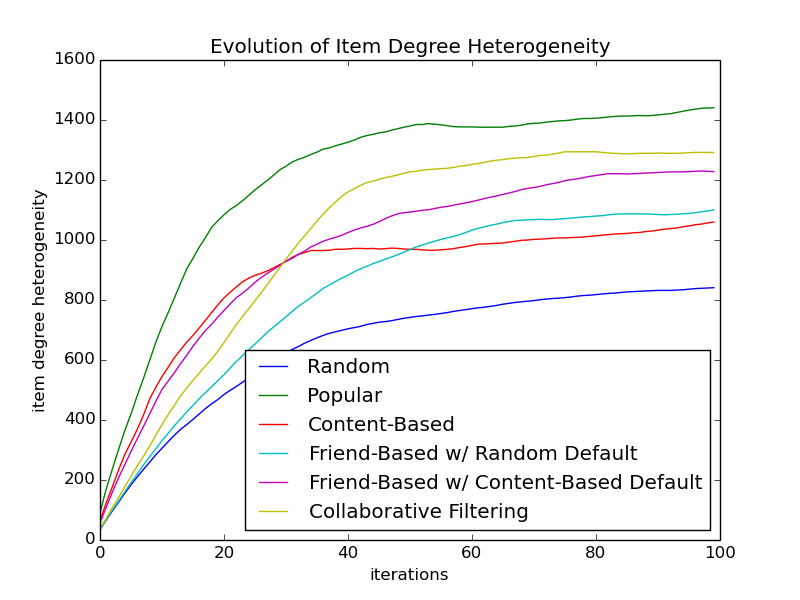 Evolution of Item Degree Heterogeneity
1600
1400
1200
1000
800
600
400
200
0
item degree heterogeneity
Random
Popular
Content-Based
Friend-Based w/ Random Default
Friend-Based w/ Content-Based Default
Collaborative Filtering
0 20 40 60 80 100
iterations